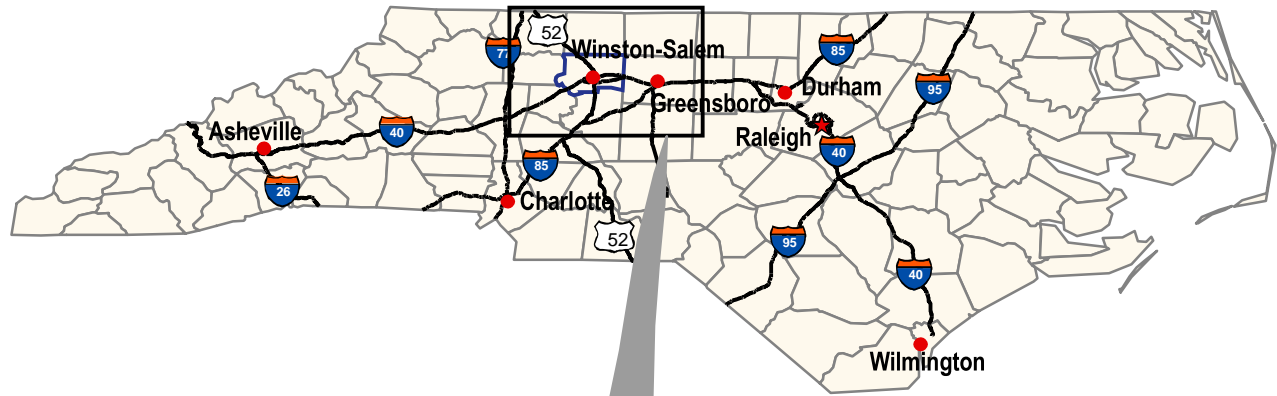 52
77
Winston-Salem
85
95
Greensboro
Durham
Asheville
40
Raleigh
40
85
26
Charlotte
52
95
40
Wilmington